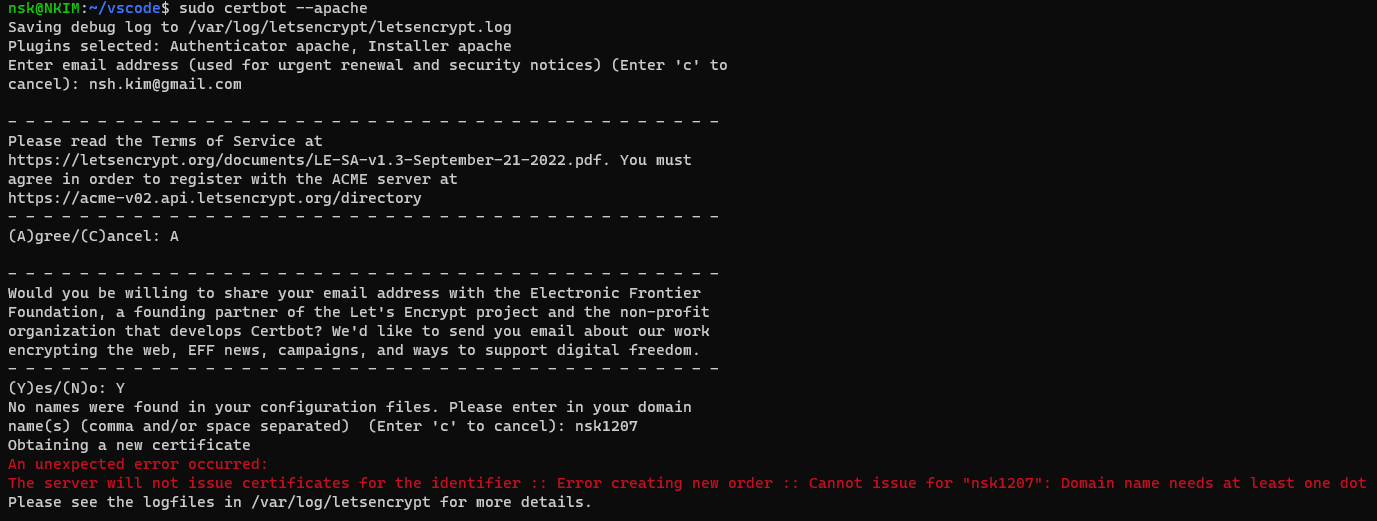 nsk@NKIM:~/vscode$ sudo certbot --apache
Saving debug log to /var/log/letsencrypt/letsencrypt.log
Plugins selected: Authenticator apache, Installer apache
Enter email address (used for urgent renewal and security notices) (Enter 'c' to
cancel): nsh.kim@gmail.com
- - - - - - - - - - - - - - - - - - - - - - - - - - - - - - - - - - - - - - - -
Please read the Terms of Service at
https://letsencrypt.org/documents/LE-SA-v1.3-September-21-2022.pdf. You must
agree in order to register with the ACME server at
https://acme-v02.api.letsencrypt.org/directory
- - - - - - - - - - - - - - - - - - - - - - - - - - - - - - - - - - - - - - - -
(A)gree/(C)ancel: A
- - - - - - - - - - - - - - - - - - - - - - - - - - - - - - - - - - - - - - - -
Would you be willing to share your email address with the Electronic Frontier
Foundation, a founding partner of the Let's Encrypt project and the non-profit
organization that develops Certbot? We'd like to send you email about our work
encrypting the web, EFF news, campaigns, and ways to support digital freedom.
- - - - - - - - - - - - - - - - - - - - - - - - - - - - - - - - - - - - - - - -
(Y)es/(N)o: Y
No names were found in your configuration files. Please enter in your domain
name(s) (comma and/or space separated)  (Enter 'c' to cancel): nsk1207
Obtaining a new certificate
An unexpected error occurred:
The server will not issue certificates for the identifier :: Error creating new order :: Cannot issue for "nsk1207": Domain name needs at least one dot
Please see the logfiles in /var/log/letsencrypt for more details.